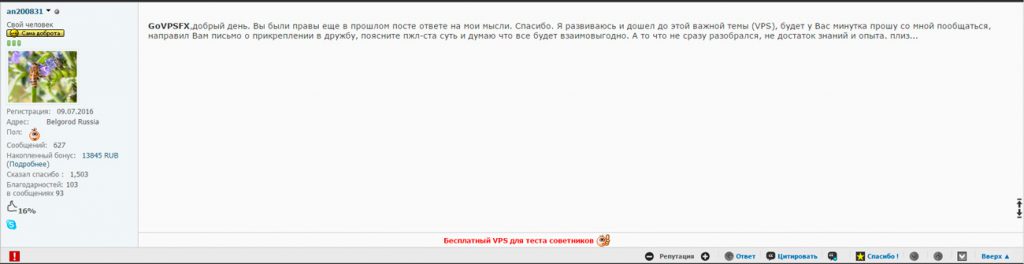 an200831
Свой человек
Сама доброта
Регистрация: 09.07.2016
Адрес: Belgorod Russia
Пол:
Сообщений: 627
Накопленный бонус: 13845 RUB
(Подробнее)
Сказал спасибо : 1,503
Благодарностей: 103
в сообщениях 93
16%
GoVPSFX,добрый день. Вы были правы еще в прошлом посте ответе на мои мысли. Спасибо. Я развиваюсь и дошел до этой важной темы (VPS), будет у Вас минутка прошу со мной пообщаться,
направил Вам письмо о прикреплении в дружбу, поясните пжл-ста суть и думаю что все будет взаимовыгодно. А то что не сразу разобрался, не достаток знаний и опыта. плиз...
Бесплатный VPS для теста советников
Репутация Ответ Цитировать Спасибо ! Вверх ▲